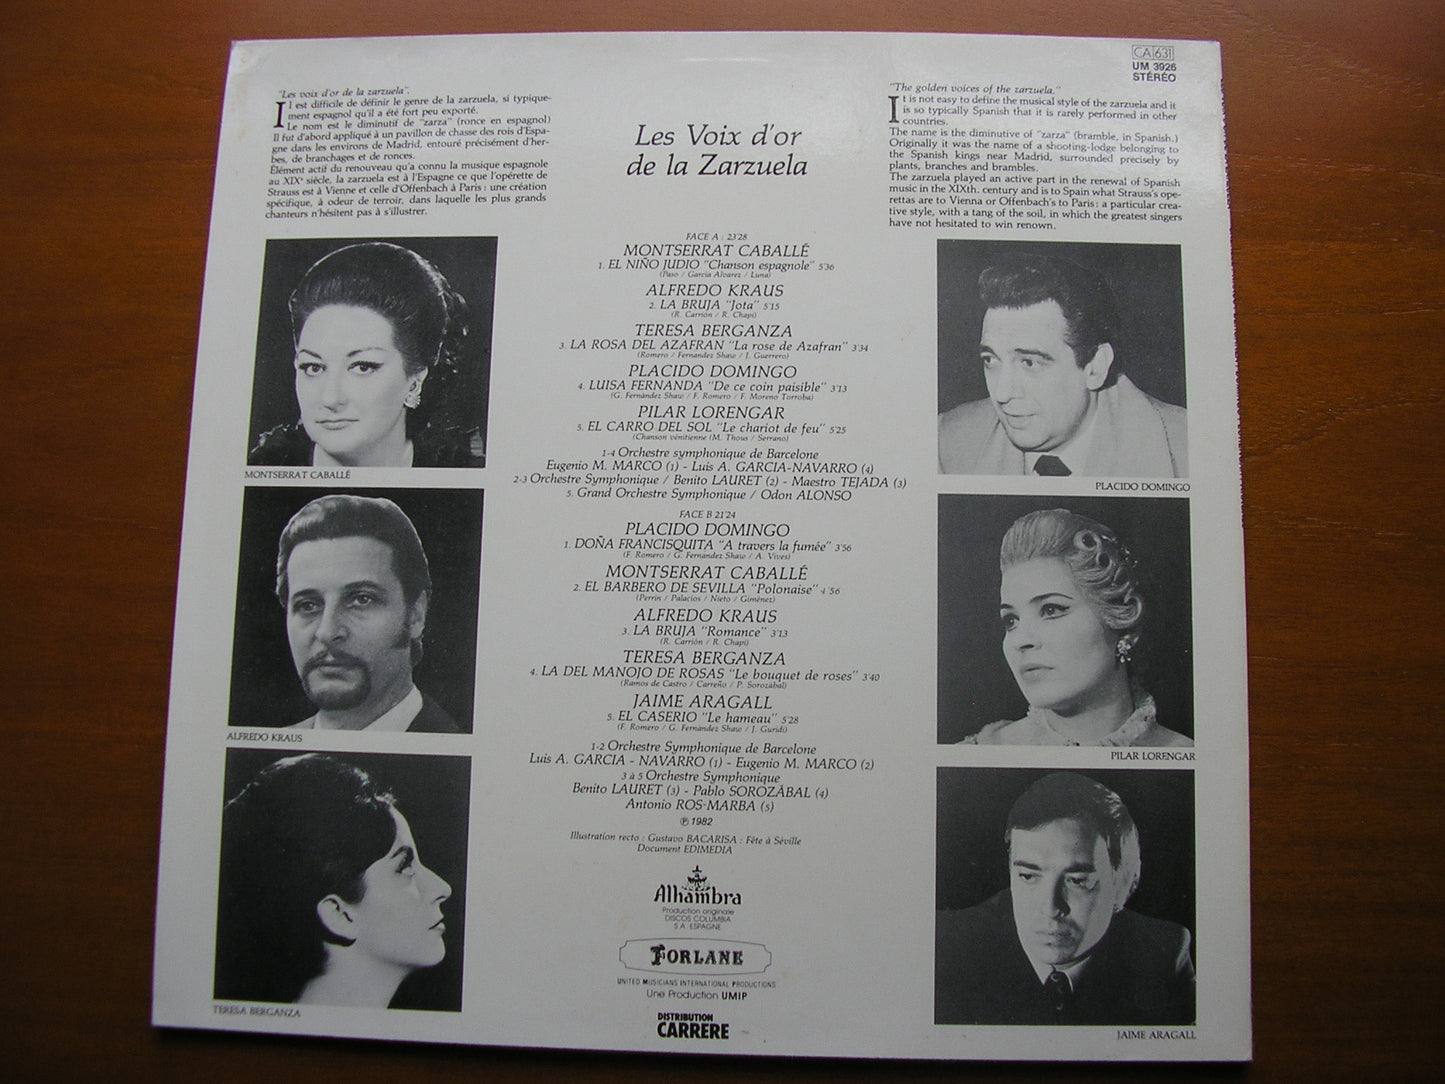 "Les voix d'or de la zarzuela".
Il est difficile de définir le genre de la zarzuela, si typique-
ment espagnol qu'il a été fort peu exporté.
Le nom est le diminutif de "zarza" (ronce en espagnol)
Il fut d'abord appliqué à un pavillon de chasse des rois d'Espa-
gne dans les environs de Madrid, entouré précisément d'her-
bes, de branchages et de ronces.
Élément actif du renouveau qu'a connu la musique espagnole
au XIXe siècle, la zarzuela est à l'Espagne ce que l'opérette de
Strauss est à Vienne et celle d'Offenbach à Paris : une création
spécifique, à odeur de terroir, dans laquelle les plus grands
chanteurs n'hésitent pas à s'illustrer.
MONTSERRAT CABALLÉ
ALFREDO KRAUS
TERESA BERGANZA
Les Voix d'or
de la Zarzuela
FACE A : 23'28
MONTSERRAT CABALLÉ
1. EL NIÑO JUDIO "Chanson espagnole" 5'36
(Paso / Garcia Alvarez / Luna)
ALFREDO KRAUS
2. LA BRUJA "Jota" 5'15
(R. Carrión / R. Chapi)
TERESA BERGANZA
3. LA ROSA DEL AZAFRAN "La rose de Azafran" 3'34
(Romero / Fernandez Shaw / J. Guerrero)
PLACIDO DOMINGO
4. LUISA FERNANDA "De ce coin paisible" 3'13
(G. Fernández Shaw / F. Romero / F. Moreno Torroba)
PILAR LORENGAR
5. EL CARRO DEL SOL "Le chariot de feu" 5'25
(Chanson vénitienne (M. Thous / Serrano)
1-4 Orchestre symphonique de Barcelone
Eugenio M. MARCO (1) - Luis A. GARCIA-NAVARRO (4)
2-3 Orchestre Symphonique / Benito LAURET (2) - Maestro TEJADA (3)
5. Grand Orchestre Symphonique / Odon ALONSO
FACE B 21'24
PLACIDO DOMINGO
1. DOÑA FRANCISQUITA "A travers la fumée" 3'56
(F. Romero / G. Fernandez Shaw / A. Vives)
MONTSERRAT CABALLÉ
2. EL BARBERO DE SEVILLA "Polonaise" 4'56
(Perrin / Palacios / Nieto / Giménez)
ALFREDO KRAUS
3. LA BRUJA "Romance" 3'13
(R. Carrión / R. Chapi)
TERESA BERGANZA
4. LA DEL MANOJO DE ROSAS "Le bouquet de roses" 3'40
(Ramos de Castro / Carreño / P. Sorozábal)
JAIME ARAGALL
5. EL CASERIO "Le hameau" 5'28
(F. Romero / G. Fernández Shaw / J. Guridi)
1-2 Orchestre Symphonique de Barcelone
Luis A. GARCIA - NAVARRO (1) - Eugenio M. MARCO (2)
3 à 5 Orchestre Symphonique
Benito LAURET (3) - Pablo SOROZÁBAL (4)
Antonio ROS-MARBA (5)
℗ 1982
Illustration recto : Gustavo BACARISA : Fête à Séville
Document EDIMEDIA
Alhambra
Production originale
DISCOS COLUMBIA
S.A. ESPAGNE
FORLANE
UNITED MUSICIANS INTERNATIONAL PRODUCTIONS
Une Production UMIP
DISTRIBUTION
CARRERE
CA 631
UM 3926
STÉRÉO
"The golden voices of the zarzuela."
It is not easy to define the musical style of the zarzuela and it
is so typically Spanish that it is rarely performed in other
countries.
The name is the diminutive of "zarza" (bramble, in Spanish.)
Originally it was the name of a shooting-lodge belonging to
the Spanish kings near Madrid, surrounded precisely by
plants, branches and brambles.
The zarzuela played an active part in the renewal of Spanish
music in the XIXth. century and is to Spain what Strauss's ope-
rettas are to Vienna or Offenbach's to Paris : a particular crea-
tive style, with a tang of the soil, in which the greatest singers
have not hesitated to win renown.
PLACIDO DOMINGO
PILAR LORENGAR
JAIME ARAGALL